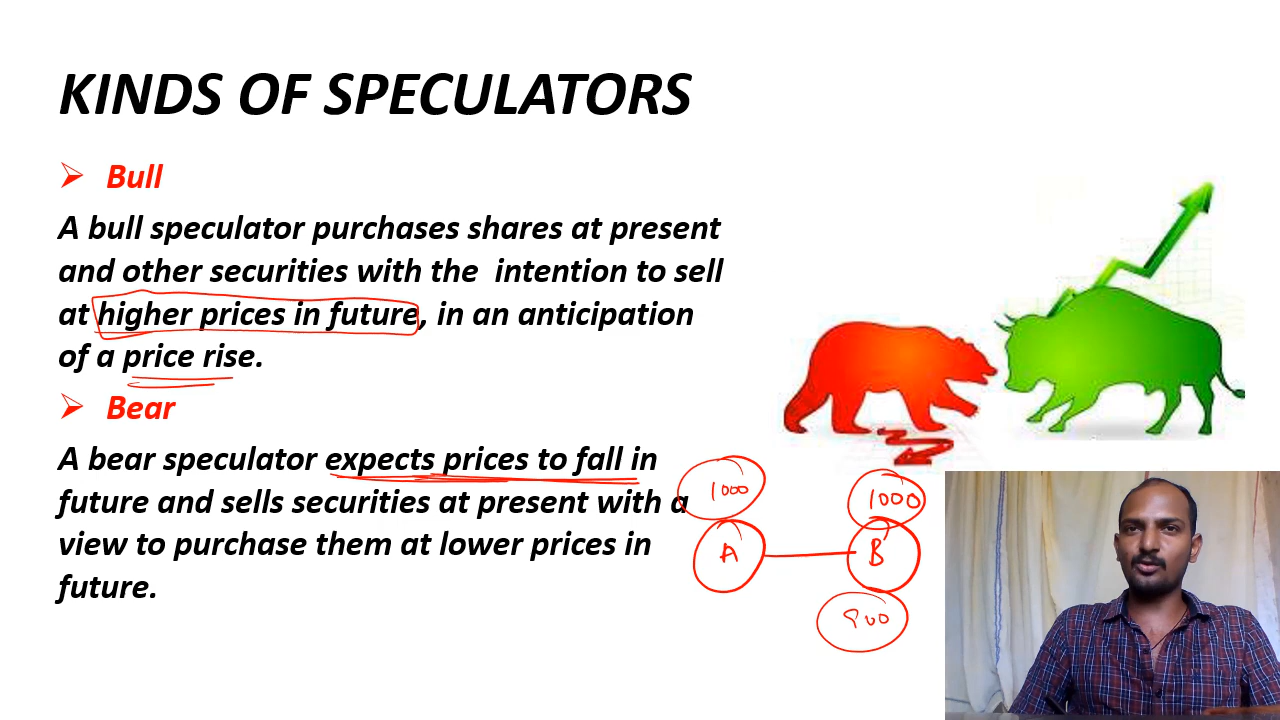 KINDS OF SPECULATORS
Bull
A bull speculator purchases shares at present
and other securities with the intention to sell
at higher prices in future, in an anticipation
of a price rise.
Bear
A bear speculator expects prices to fall in
future and sells securities at present with a
view to purchase them at lower prices in
future.
1000
1000
A
B
900